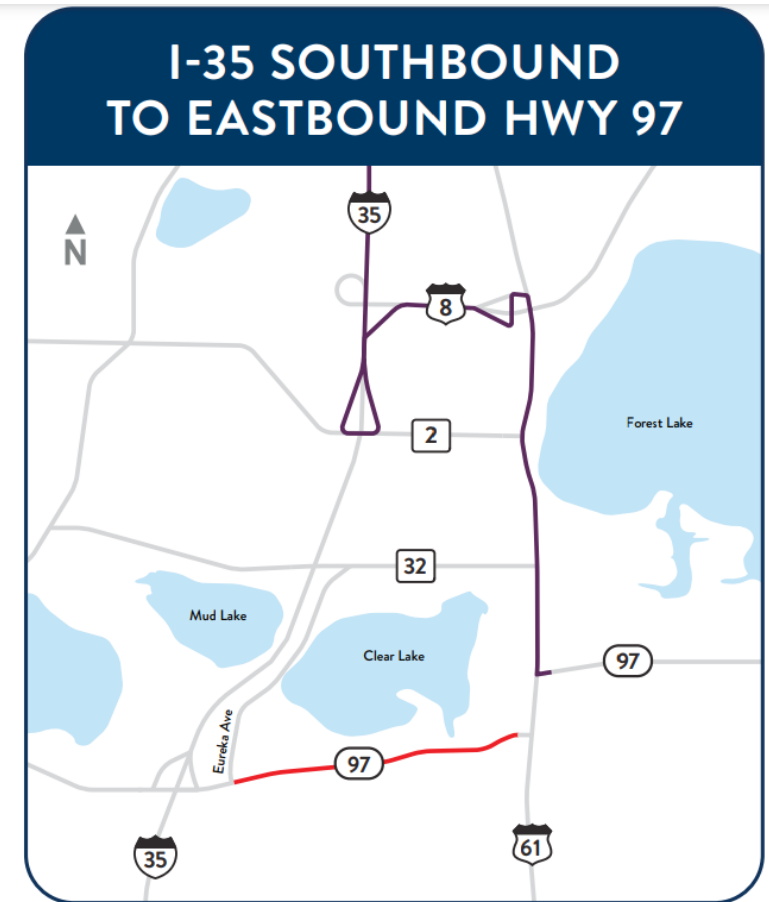 I-35 SOUTHBOUND
TO EASTBOUND HWY 97
35
N
8
Forest Lake
2
32
Mud Lake
Clear Lake
97
Eureka Ave
97
35
61